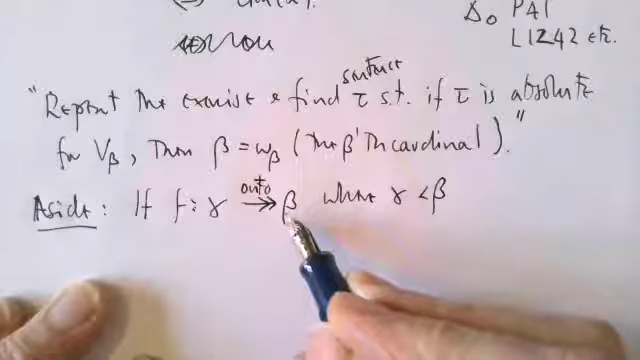 Δ₀ P41
L1242 etc.
"Repeat the exercise & find sentence τ s.t. if τ is absolute
for V_β, then β = ω_β (the β'th cardinal)."
Aside: If f: γ onto ↠ β where γ < β